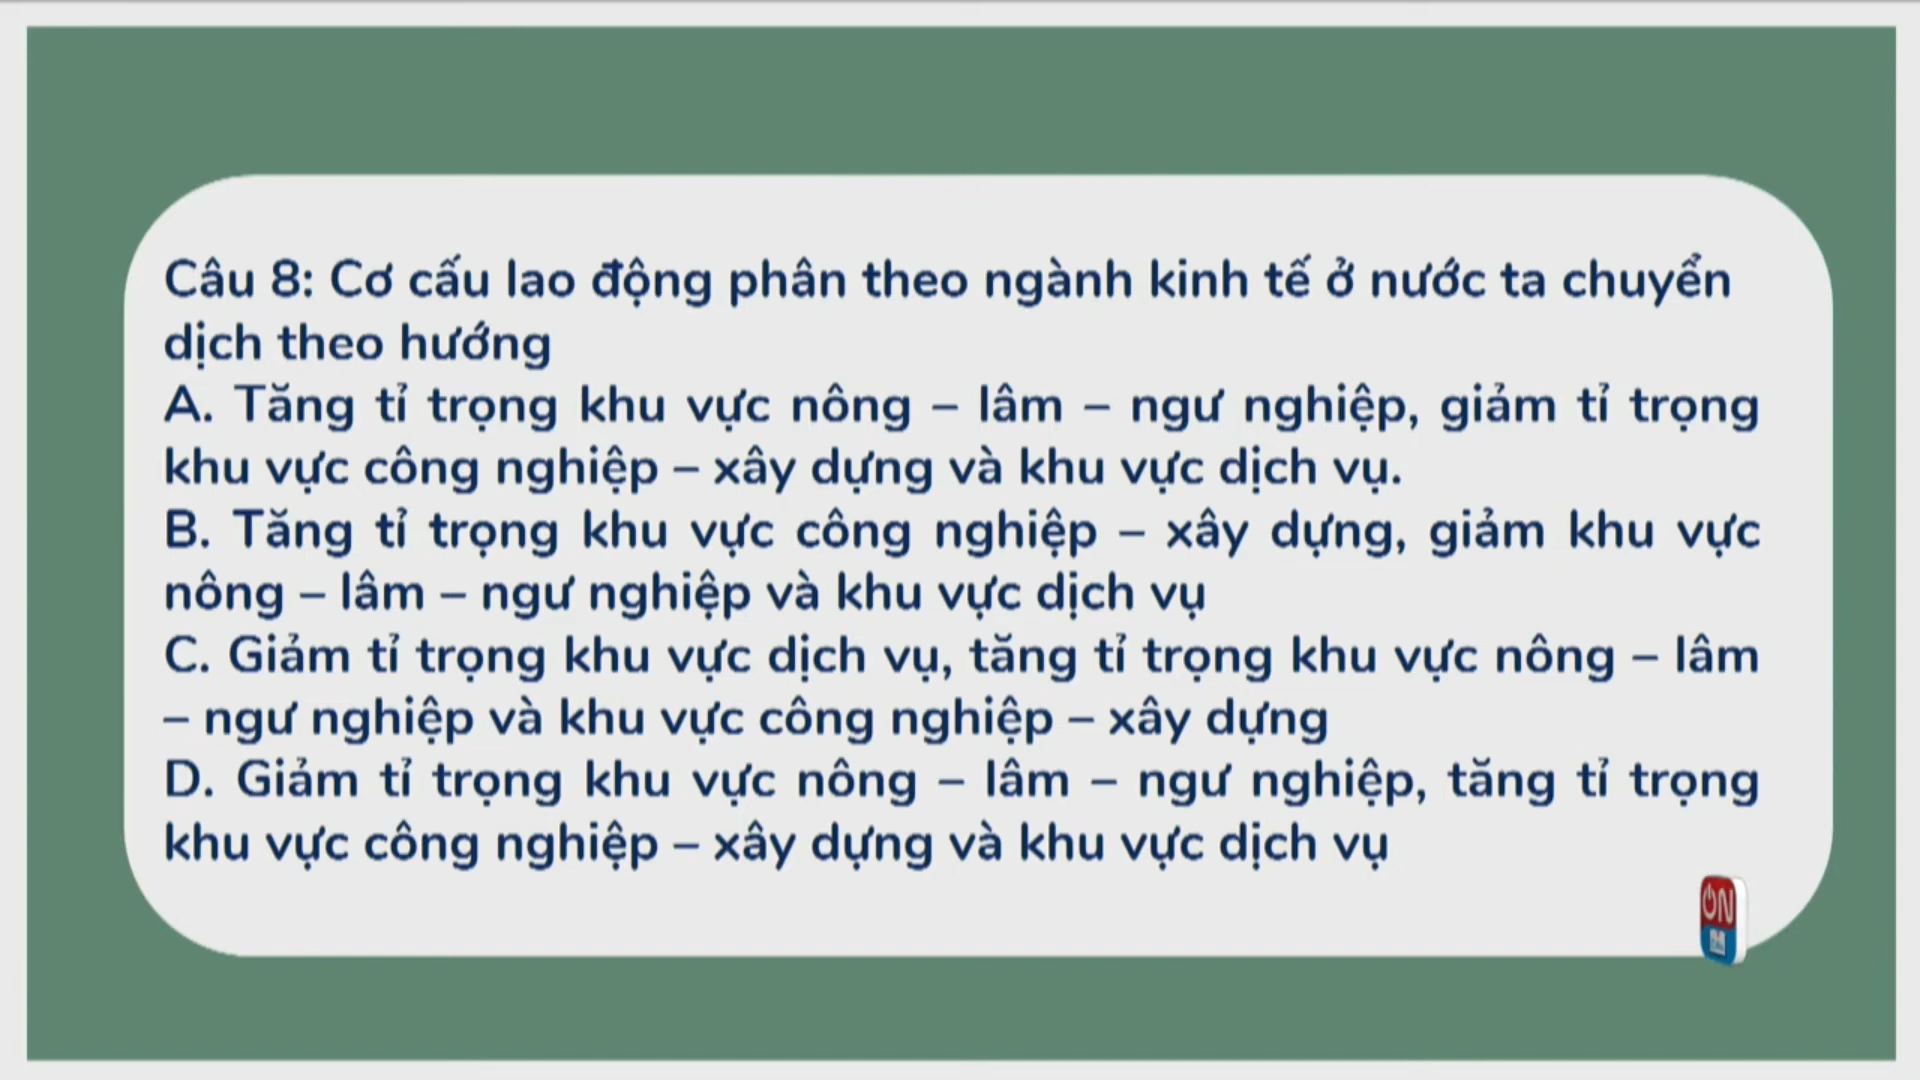 Câu 8: Cơ cấu lao động phân theo ngành kinh tế ở nước ta chuyển
dịch theo hướng
A. Tăng tỉ trọng khu vực nông – lâm – ngư nghiệp, giảm tỉ trọng
khu vực công nghiệp – xây dựng và khu vực dịch vụ.
B. Tăng tỉ trọng khu vực công nghiệp – xây dựng, giảm khu vực
nông – lâm – ngư nghiệp và khu vực dịch vụ
C. Giảm tỉ trọng khu vực dịch vụ, tăng tỉ trọng khu vực nông – lâm
– ngư nghiệp và khu vực công nghiệp – xây dựng
D. Giảm tỉ trọng khu vực nông – lâm – ngư nghiệp, tăng tỉ trọng
khu vực công nghiệp – xây dựng và khu vực dịch vụ
ON